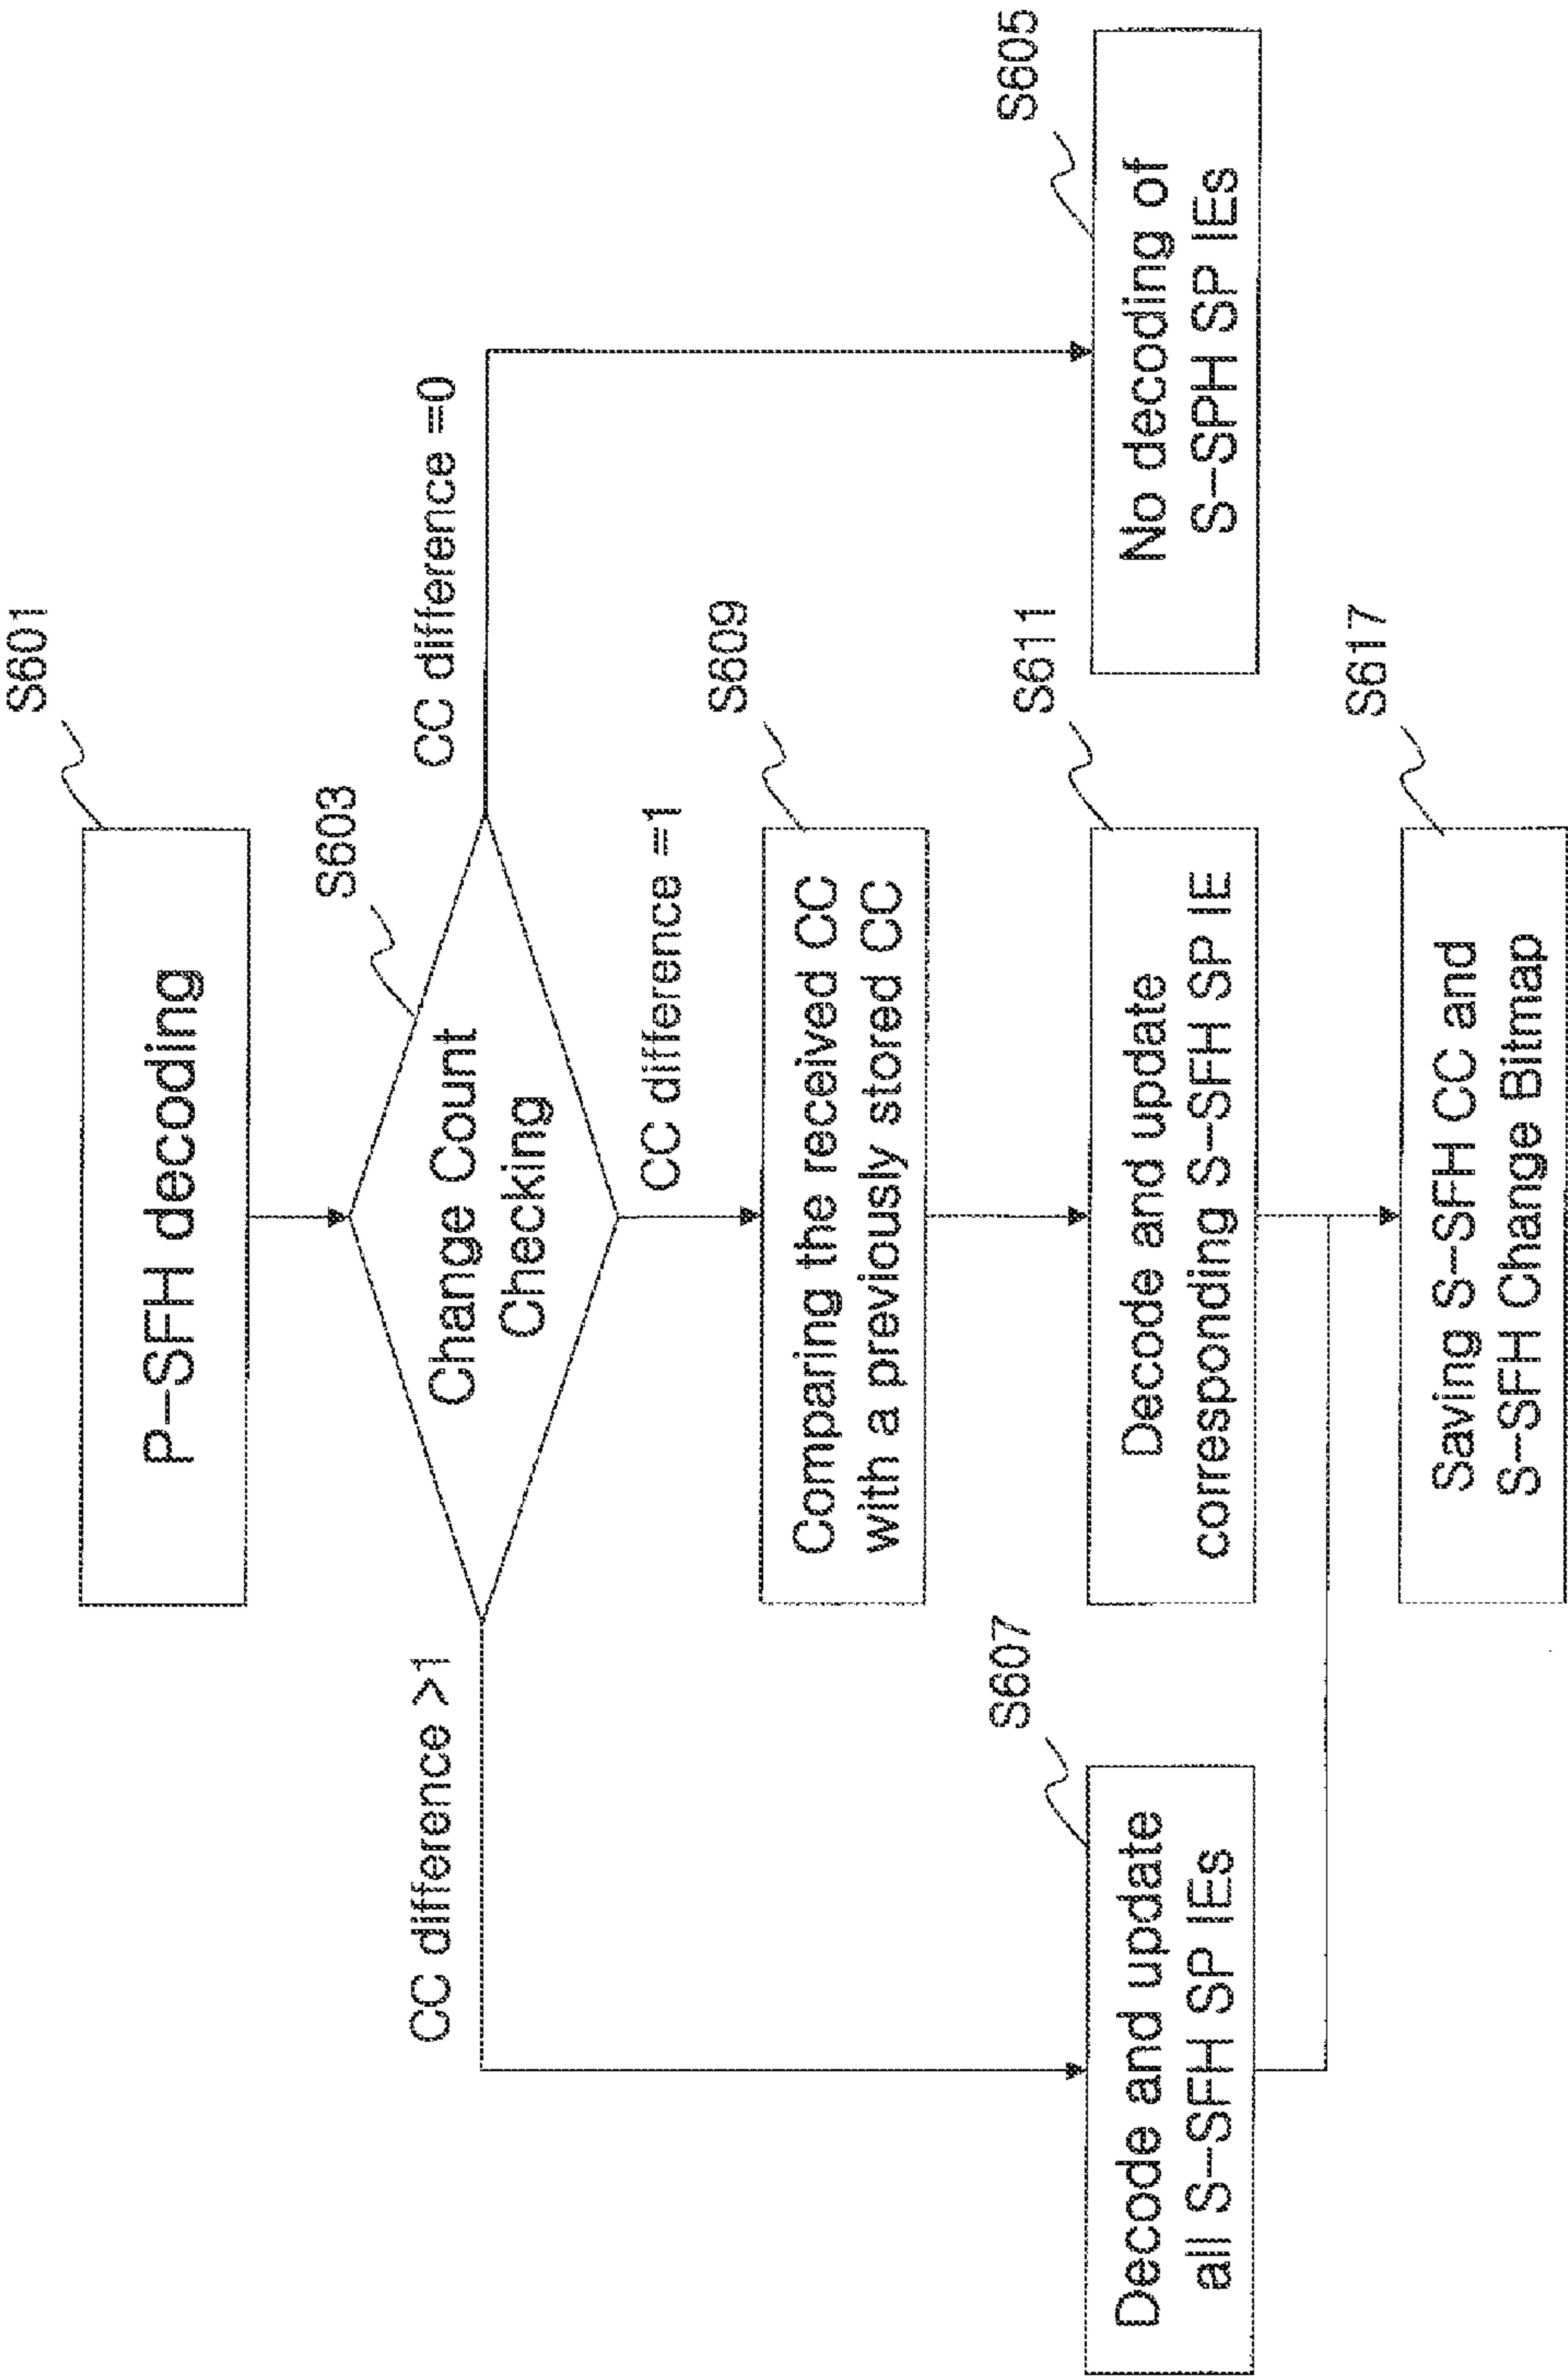 S601
P-SFH decoding
S603
Change Count
Checking
CC difference >1
CC difference =0
CC difference =1
S609
Comparing the received CC
with a previously stored CC
S607
Decode and update
all S-SFH SP IEs
S611
Decode and update
corresponding S-SFH SP IE
S605
No decoding of
S-SPH SP IEs
S617
Saving S-SFH CC and
S-SFH Change Bitmap